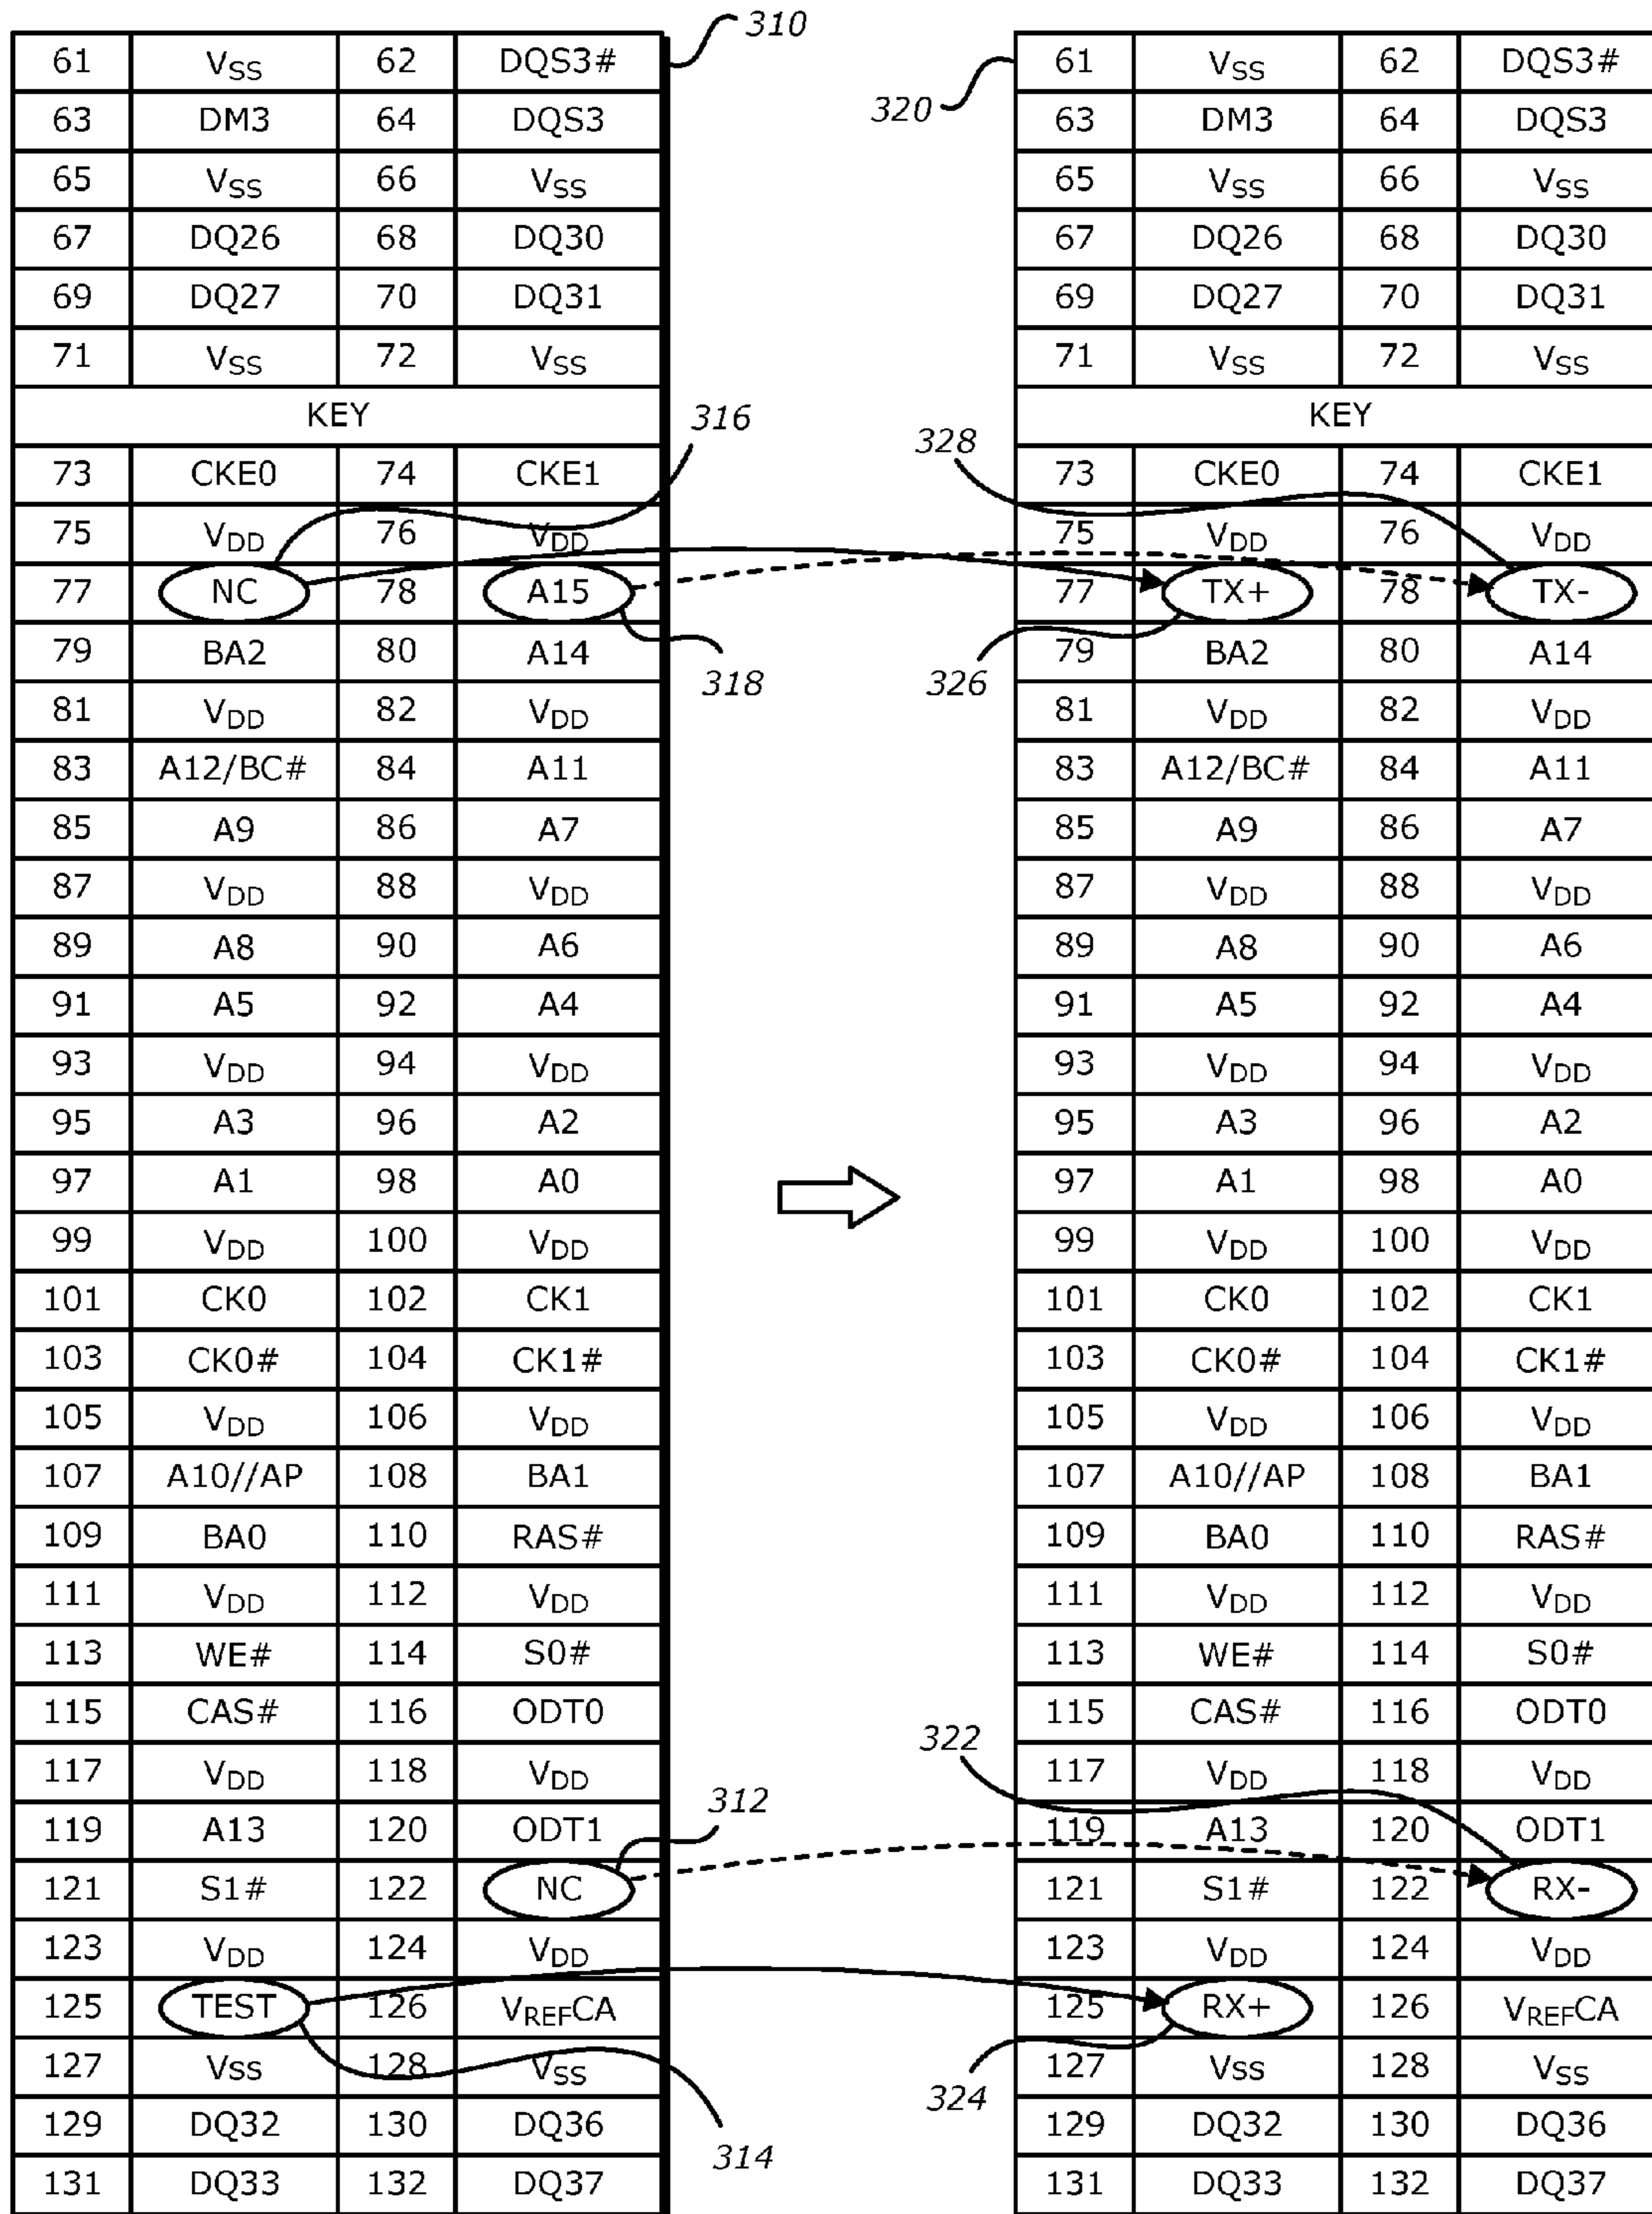 310
61 VSS 62 DQS3# 61 VSS 62 DQS3#
320
63 DM3 64 DQS3 63 DM3 64 DQS3
65 VSS 66 VSS 65 VSS 66 VSS
67 DQ26 68 DQ30 67 DQ26 68 DQ30
69 DQ27 70 DQ31 69 DQ27 70 DQ31
71 VSS 72 VSS 71 VSS 72 VSS
KEY KEY
316 328
73 CKE0 74 CKE1 73 CKE0 74 CKE1
75 VDD 76 VDD 75 VDD 76 VDD
77 NC 78 A15 77 TX+ 78 TX-
79 BA2 80 A14 79 BA2 80 A14
318 326
81 VDD 82 VDD 81 VDD 82 VDD
83 A12/BC# 84 A11 83 A12/BC# 84 A11
85 A9 86 A7 85 A9 86 A7
87 VDD 88 VDD 87 VDD 88 VDD
89 A8 90 A6 89 A8 90 A6
91 A5 92 A4 91 A5 92 A4
93 VDD 94 VDD 93 VDD 94 VDD
95 A3 96 A2 95 A3 96 A2
97 A1 98 A0 97 A1 98 A0
99 VDD 100 VDD 99 VDD 100 VDD
101 CK0 102 CK1 101 CK0 102 CK1
103 CK0# 104 CK1# 103 CK0# 104 CK1#
105 VDD 106 VDD 105 VDD 106 VDD
107 A10//AP 108 BA1 107 A10//AP 108 BA1
109 BA0 110 RAS# 109 BA0 110 RAS#
111 VDD 112 VDD 111 VDD 112 VDD
113 WE# 114 S0# 113 WE# 114 S0#
115 CAS# 116 ODT0 115 CAS# 116 ODT0
322
117 VDD 118 VDD 117 VDD 118 VDD
312
119 A13 120 ODT1 119 A13 120 ODT1
121 S1# 122 NC 121 S1# 122 RX-
123 VDD 124 VDD 123 VDD 124 VDD
125 TEST 126 VREFCA 125 RX+ 126 VREFCA
127 VSS 128 VSS 127 VSS 128 VSS
324
129 DQ32 130 DQ36 129 DQ32 130 DQ36
314
131 DQ33 132 DQ37 131 DQ33 132 DQ37